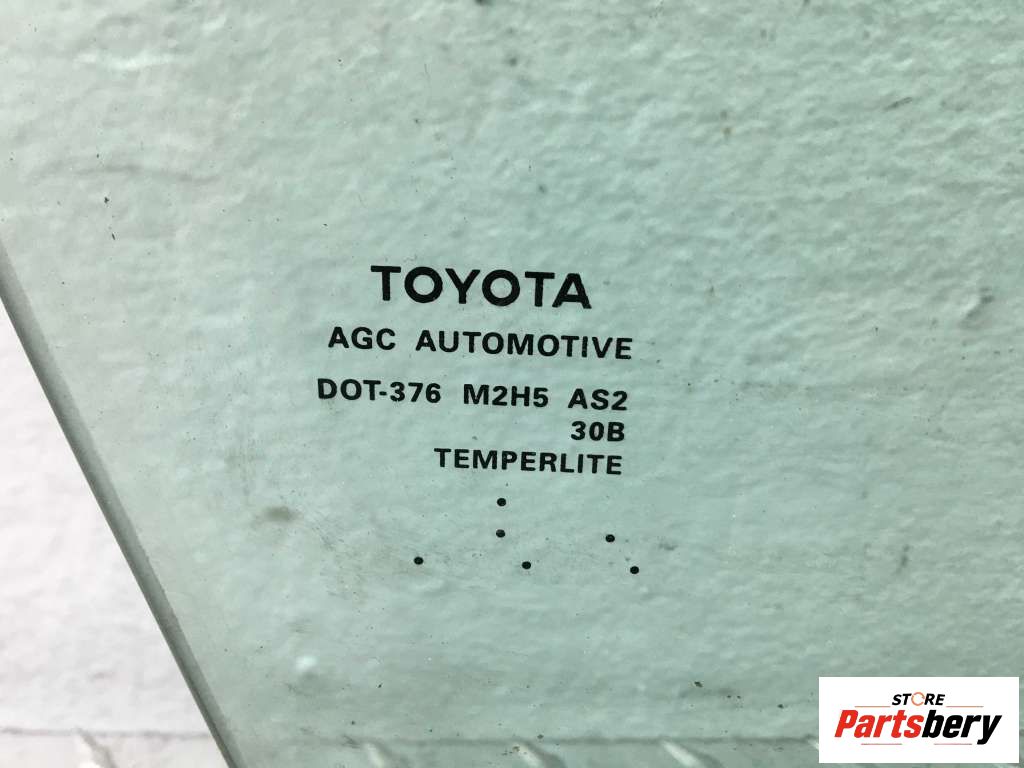 TOYOTA
AGC AUTOMOTIVE
DOT-376 M2H5 AS2
30B
TEMPERLITE
STORE
Partsbery